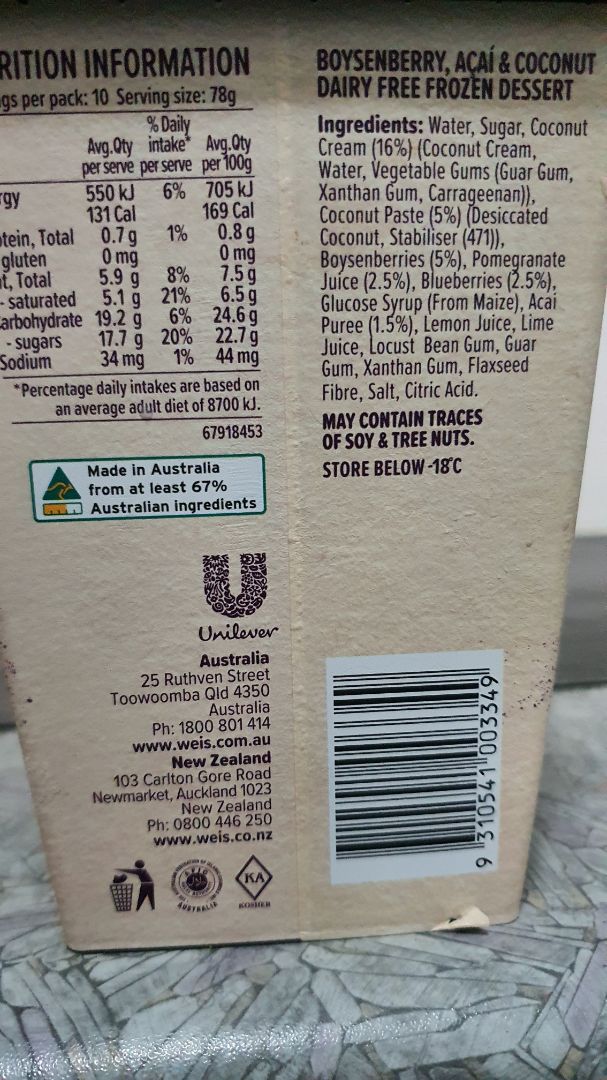 RITION INFORMATION
gs per pack: 10 Serving size: 78g
Avg.Qty per serve % Daily intake* per serve Avg.Qty per 100g
rgy 550 kJ 6% 705 kJ
131 Cal 169 Cal
tein, Total 0.7 g 1% 0.8 g
gluten 0 mg 0 mg
t, Total 5.9 g 8% 7.5 g
- saturated 5.1 g 21% 6.5 g
arbohydrate 19.2 g 6% 24.6 g
- sugars 17.7 g 20% 22.7 g
Sodium 34 mg 1% 44 mg
*Percentage daily intakes are based on
an average adult diet of 8700 kJ.
67918453
Made in Australia
from at least 67%
Australian ingredients
Unilever
Australia
25 Ruthven Street
Toowoomba Qld 4350
Australia
Ph: 1800 801 414
www.weis.com.au
New Zealand
103 Carlton Gore Road
Newmarket, Auckland 1023
New Zealand
Ph: 0800 446 250
www.weis.co.nz
AUSTRALIA
KA
KOSHER
BOYSENBERRY, AÇAÍ & COCONUT
DAIRY FREE FROZEN DESSERT
Ingredients: Water, Sugar, Coconut
Cream (16%) (Coconut Cream,
Water, Vegetable Gums (Guar Gum,
Xanthan Gum, Carrageenan)),
Coconut Paste (5%) (Desiccated
Coconut, Stabiliser (471)),
Boysenberries (5%), Pomegranate
Juice (2.5%), Blueberries (2.5%),
Glucose Syrup (From Maize), Acai
Puree (1.5%), Lemon Juice, Lime
Juice, Locust Bean Gum, Guar
Gum, Xanthan Gum, Flaxseed
Fibre, Salt, Citric Acid.
MAY CONTAIN TRACES
OF SOY & TREE NUTS.
STORE BELOW -18°C
9 310541 003349